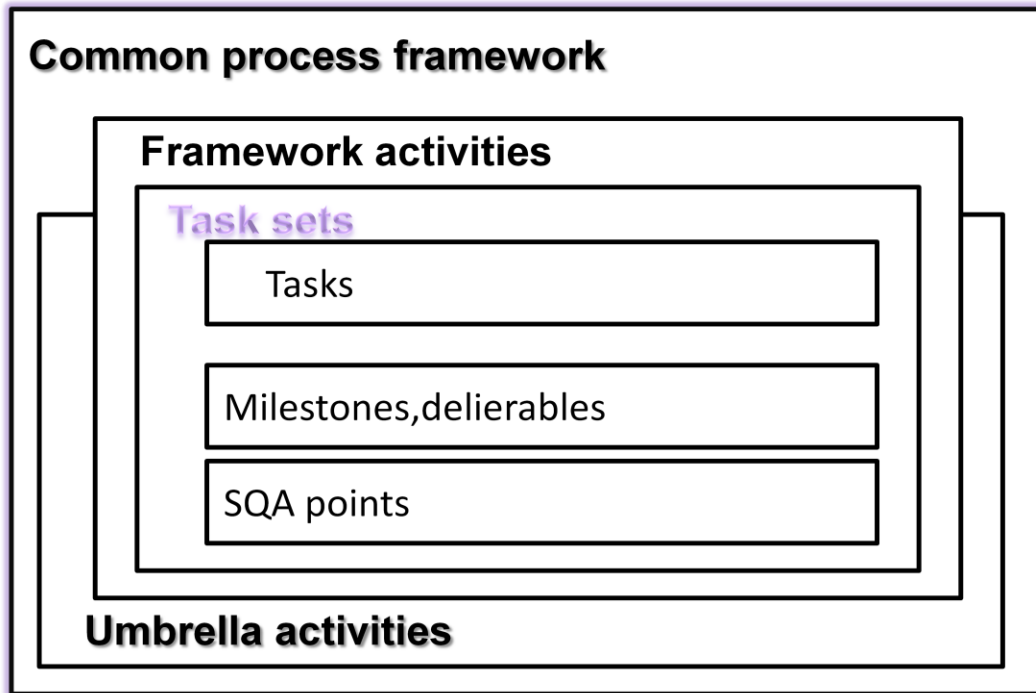 Common process framework
Framework activities
Task sets
Tasks
Milestones,delierables
SQA points
Umbrella activities